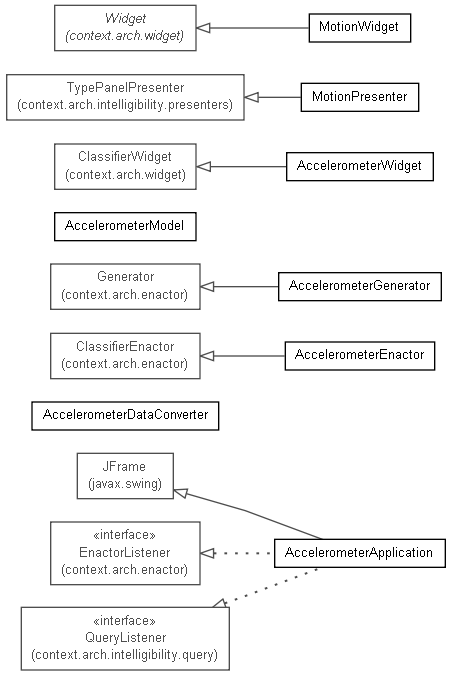 Widget
(context.arch.widget)
MotionWidget
TypePanelPresenter
(context.arch.intelligibility.presenters)
MotionPresenter
ClassifierWidget
(context.arch.widget)
AccelerometerWidget
AccelerometerModel
Generator
(context.arch.enactor)
AccelerometerGenerator
ClassifierEnactor
(context.arch.enactor)
AccelerometerEnactor
AccelerometerDataConverter
JFrame
(javax.swing)
«interface»
EnactorListener
(context.arch.enactor)
AccelerometerApplication
«interface»
QueryListener
(context.arch.intelligibility.query)